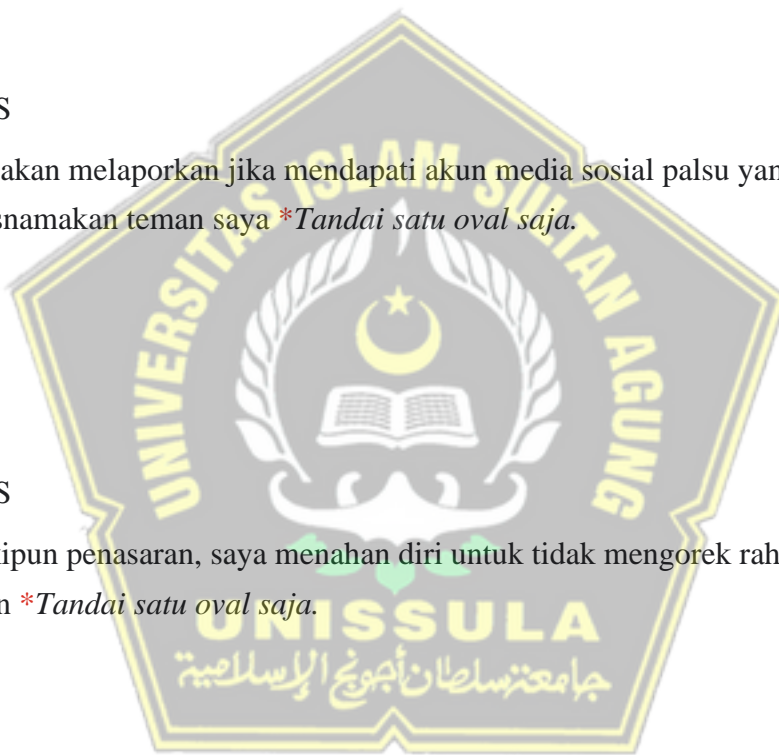 S
akan melaporkan jika mendapati akun media sosial palsu yan
snamakan teman saya *Tandai satu oval saja.
UNIVERSITAS ISLAM SULTAN AGUNG
S
kipun penasaran, saya menahan diri untuk tidak mengorek rah
n *Tandai satu oval saja.
UNISSULA
جامعة سلطان أجونج الإسلامية